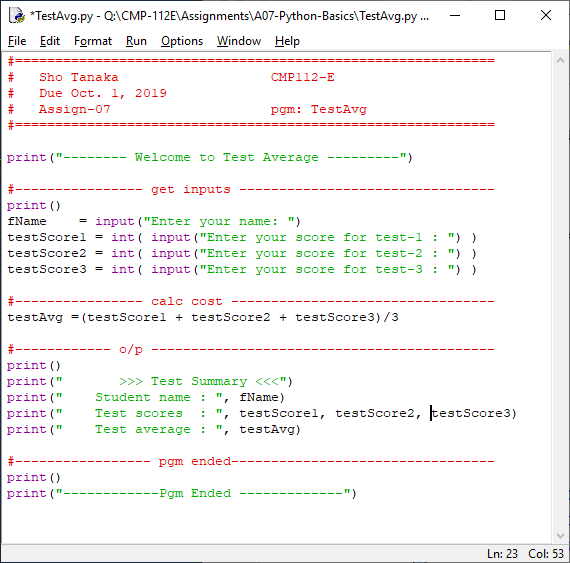 *TestAvg.py - Q:\CMP-112E\Assignments\A07-Python-Basics\TestAvg.py ...
File Edit Format Run Options Window Help
#============================================================
#   Sho Tanaka                   CMP112-E
#   Due Oct. 1, 2019
#   Assign-07                    pgm: TestAvg
#============================================================
print("-------- Welcome to Test Average ---------")
#---------------- get inputs --------------------------------
print()
fName    = input("Enter your name: ")
testScore1 = int( input("Enter your score for test-1 : ") )
testScore2 = int( input("Enter your score for test-2 : ") )
testScore3 = int( input("Enter your score for test-3 : ") )
#---------------- calc cost ---------------------------------
testAvg =(testScore1 + testScore2 + testScore3)/3
#------------ o/p -------------------------------------------
print()
print("       >>> Test Summary <<<")
print("    Student name : ", fName)
print("    Test scores  : ", testScore1, testScore2, testScore3)
print("    Test average : ", testAvg)
#---------------- pgm ended---------------------------------
print()
print("------------Pgm Ended -------------")
Ln: 23 Col: 53